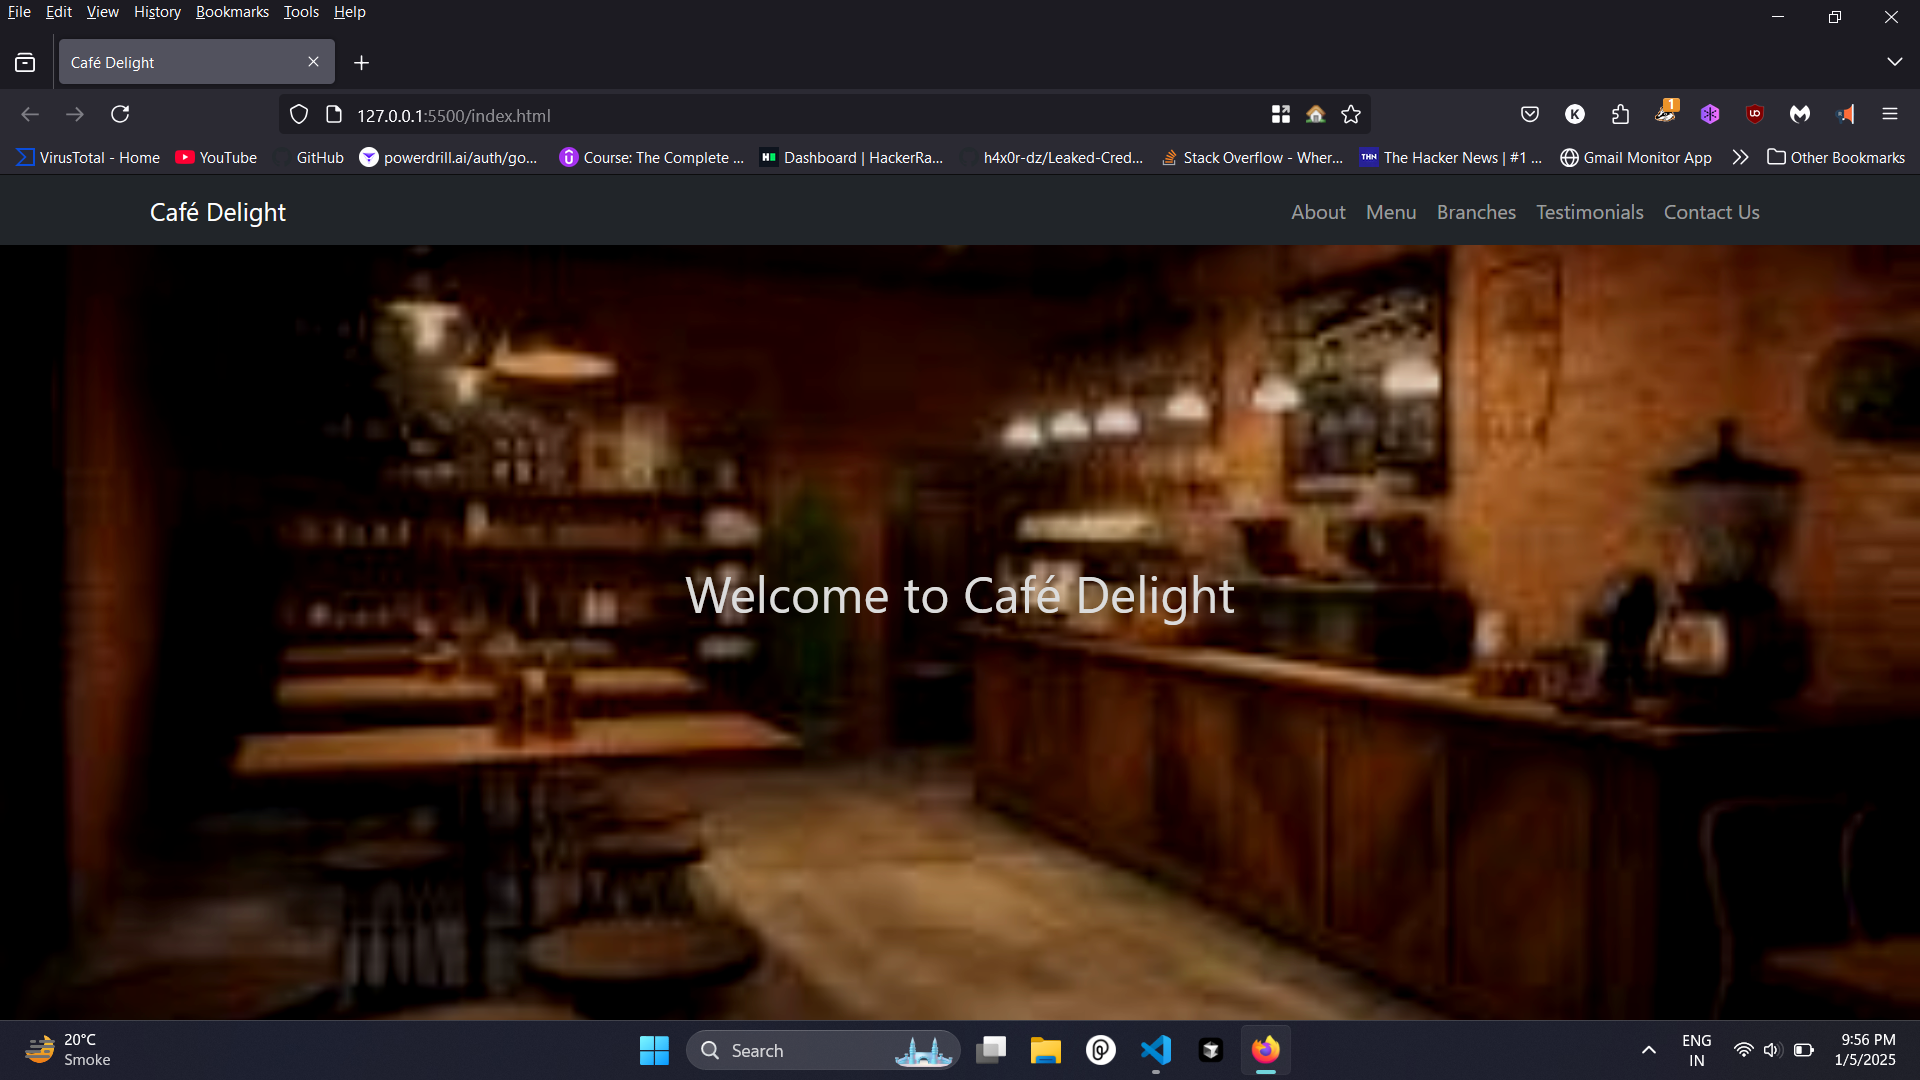 File Edit View History Bookmarks Tools Help
Café Delight
127.0.0.1:5500/index.html
1
VirusTotal - Home YouTube GitHub powerdrill.ai/auth/go... Course: The Complete ... Dashboard | HackerRa... h4x0r-dz/Leaked-Cred... Stack Overflow - Wher... The Hacker News | #1 ... Gmail Monitor App Other Bookmarks
Café Delight About Menu Branches Testimonials Contact Us
Welcome to Café Delight
20°C
Smoke
Search
ENG
IN
9:56 PM
1/5/2025